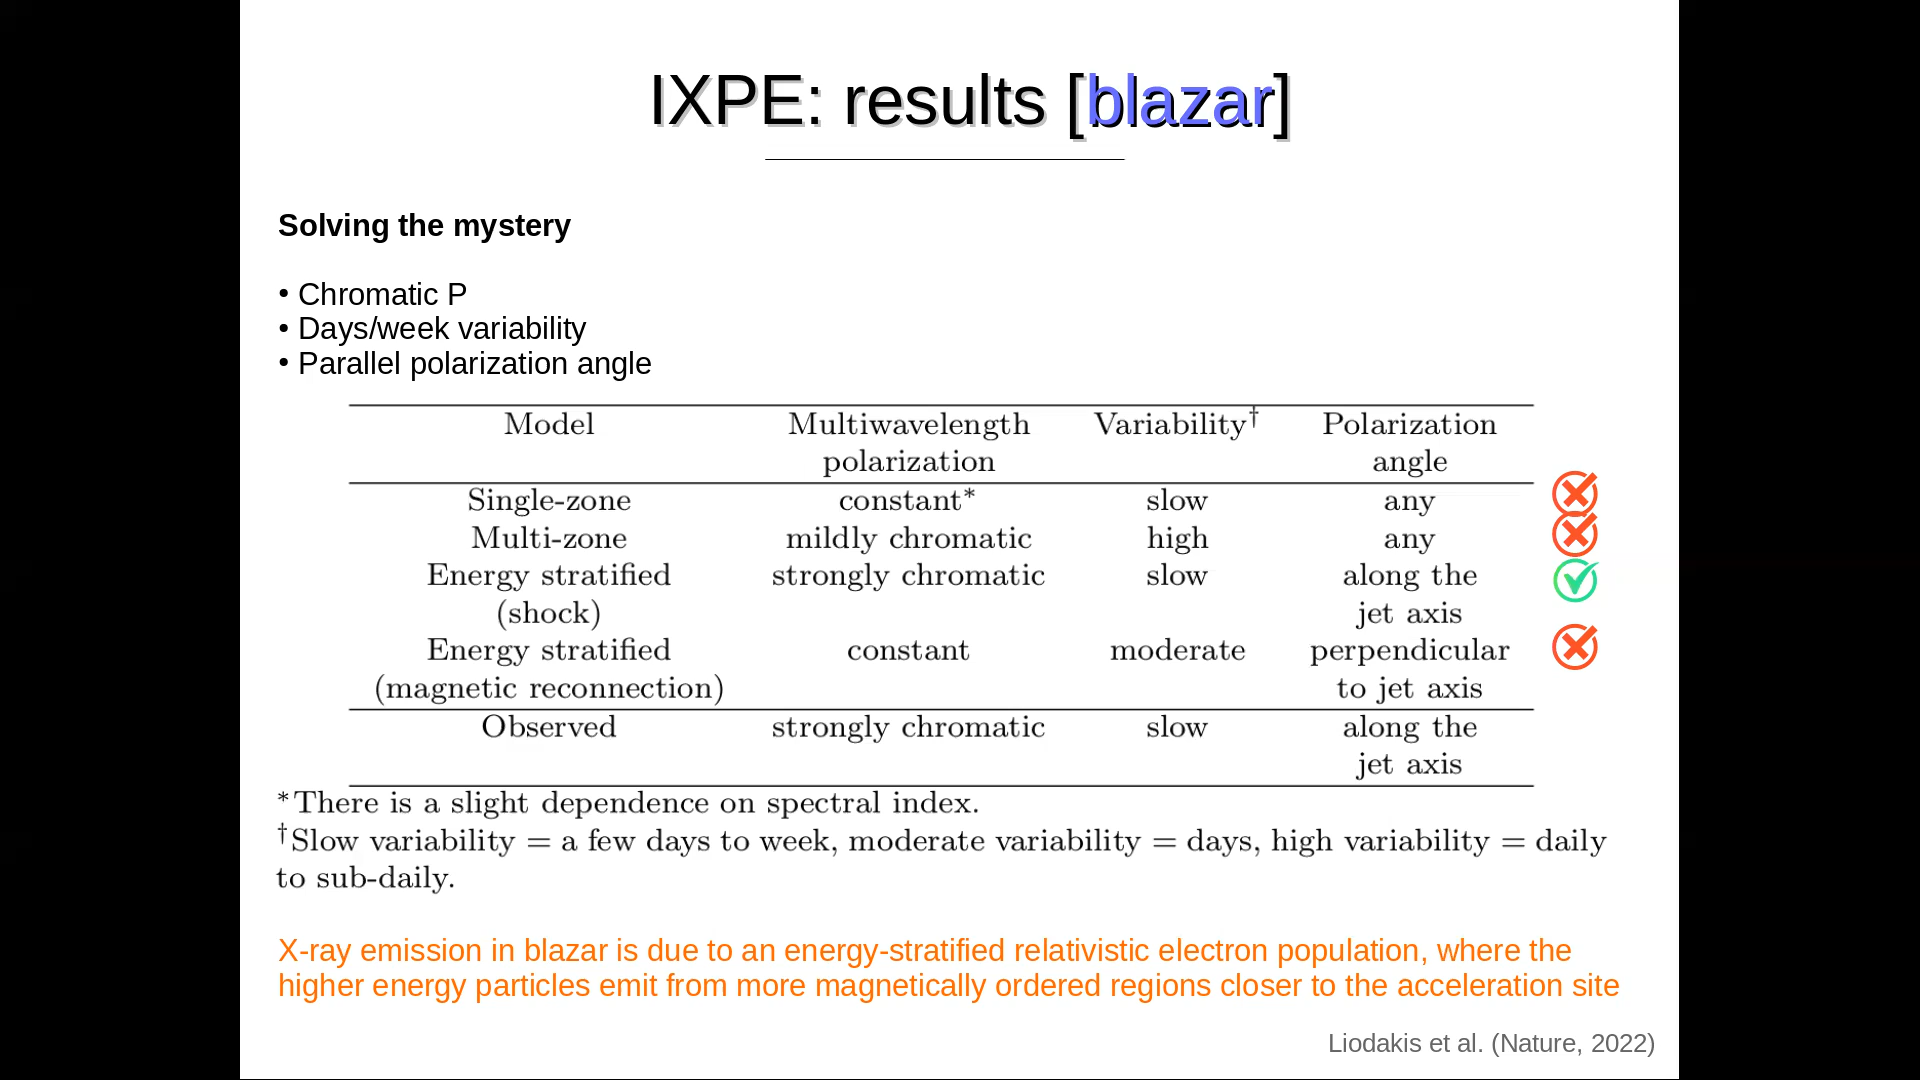 IXPE: results [blazar]
Solving the mystery
• Chromatic P
• Days/week variability
• Parallel polarization angle
Model Multiwavelength polarization Variability† Polarization angle
Single-zone constant* slow any
Multi-zone mildly chromatic high any
Energy stratified (shock) strongly chromatic slow along the jet axis
Energy stratified (magnetic reconnection) constant moderate perpendicular to jet axis
Observed strongly chromatic slow along the jet axis
*There is a slight dependence on spectral index.
†Slow variability = a few days to week, moderate variability = days, high variability = daily
to sub-daily.
X-ray emission in blazar is due to an energy-stratified relativistic electron population, where the
higher energy particles emit from more magnetically ordered regions closer to the acceleration site
Liodakis et al. (Nature, 2022)